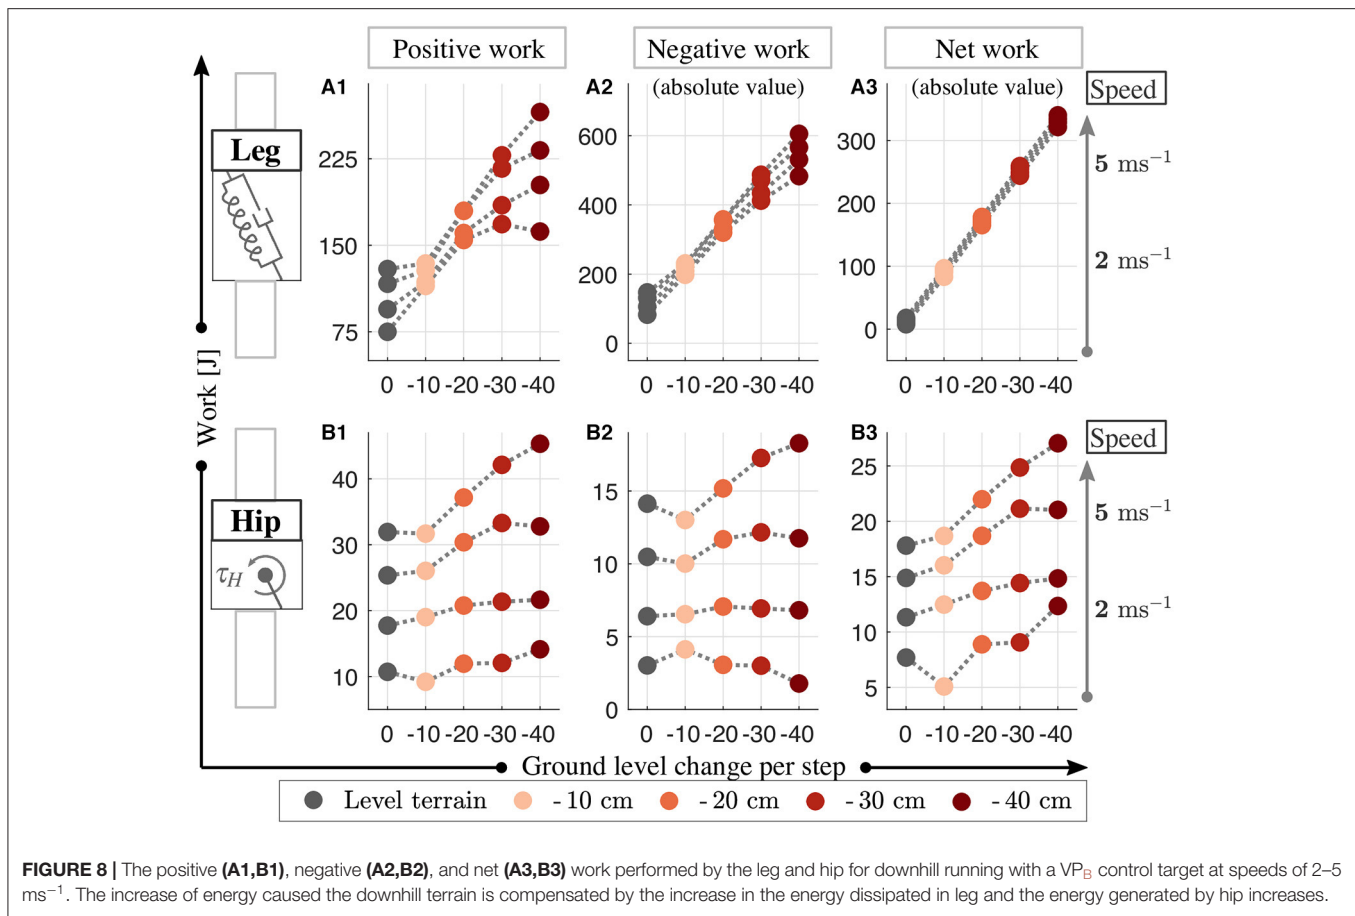 Positive work
Negative work
Net work
A1
A2
(absolute value)
A3
(absolute value)
Speed
Leg
225
150
75
600
400
200
0
300
200
100
0
5 ms⁻¹
2 ms⁻¹
0 -10 -20 -30 -40
0 -10 -20 -30 -40
0 -10 -20 -30 -40
Work [J]
B1
B2
B3
Speed
Hip
τH
40
30
20
10
15
10
5
0
25
20
15
10
5
5 ms⁻¹
2 ms⁻¹
0 -10 -20 -30 -40
0 -10 -20 -30 -40
0 -10 -20 -30 -40
Ground level change per step
Level terrain -10 cm -20 cm -30 cm -40 cm
FIGURE 8 | The positive (A1,B1), negative (A2,B2), and net (A3,B3) work performed by the leg and hip for downhill running with a VPB control target at speeds of 2–5
ms⁻¹. The increase of energy caused the downhill terrain is compensated by the increase in the energy dissipated in leg and the energy generated by hip increases.